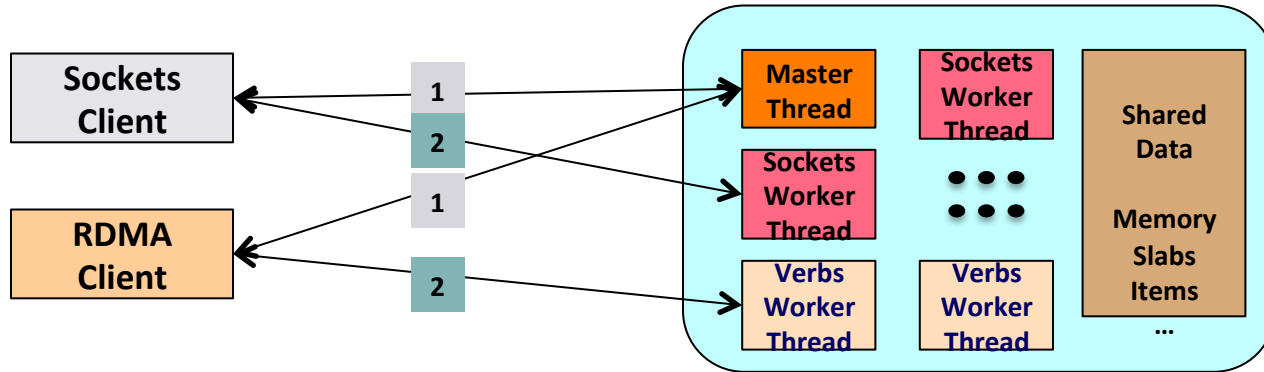 Sockets
Client
1
2
1
RDMA
Client
2
Master
Thread
Sockets
Worker
Thread
Sockets
Worker
Thread
Verbs
Worker
Thread
Verbs
Worker
Thread
Shared
Data
Memory
Slabs
Items
...